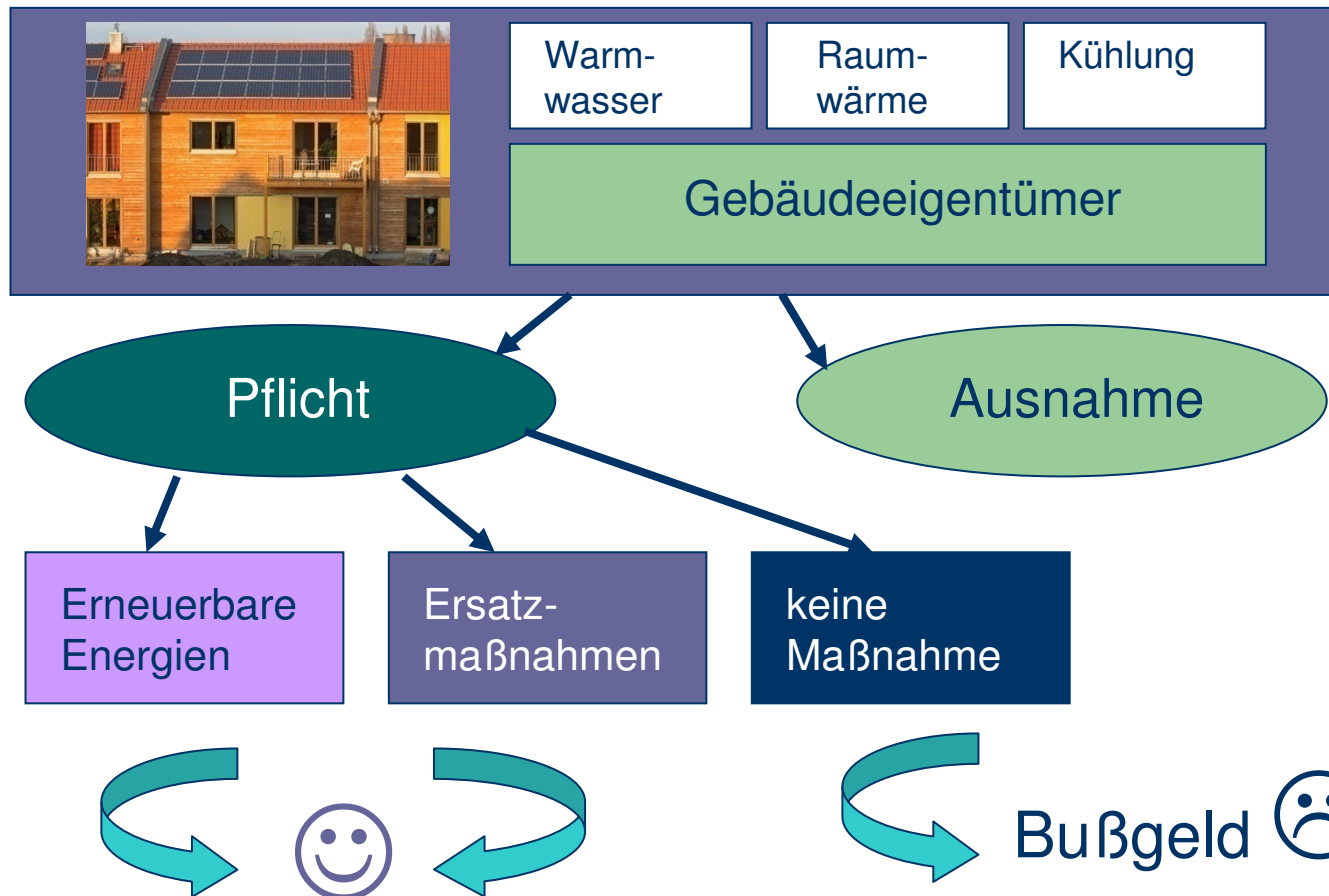 Warm-
wasser
Raum-
wärme
Kühlung
Gebäudeeigentümer
Pflicht
Ausnahme
Erneuerbare
Energien
Ersatz-
maßnahmen
keine
Maßnahme
Bußgeld